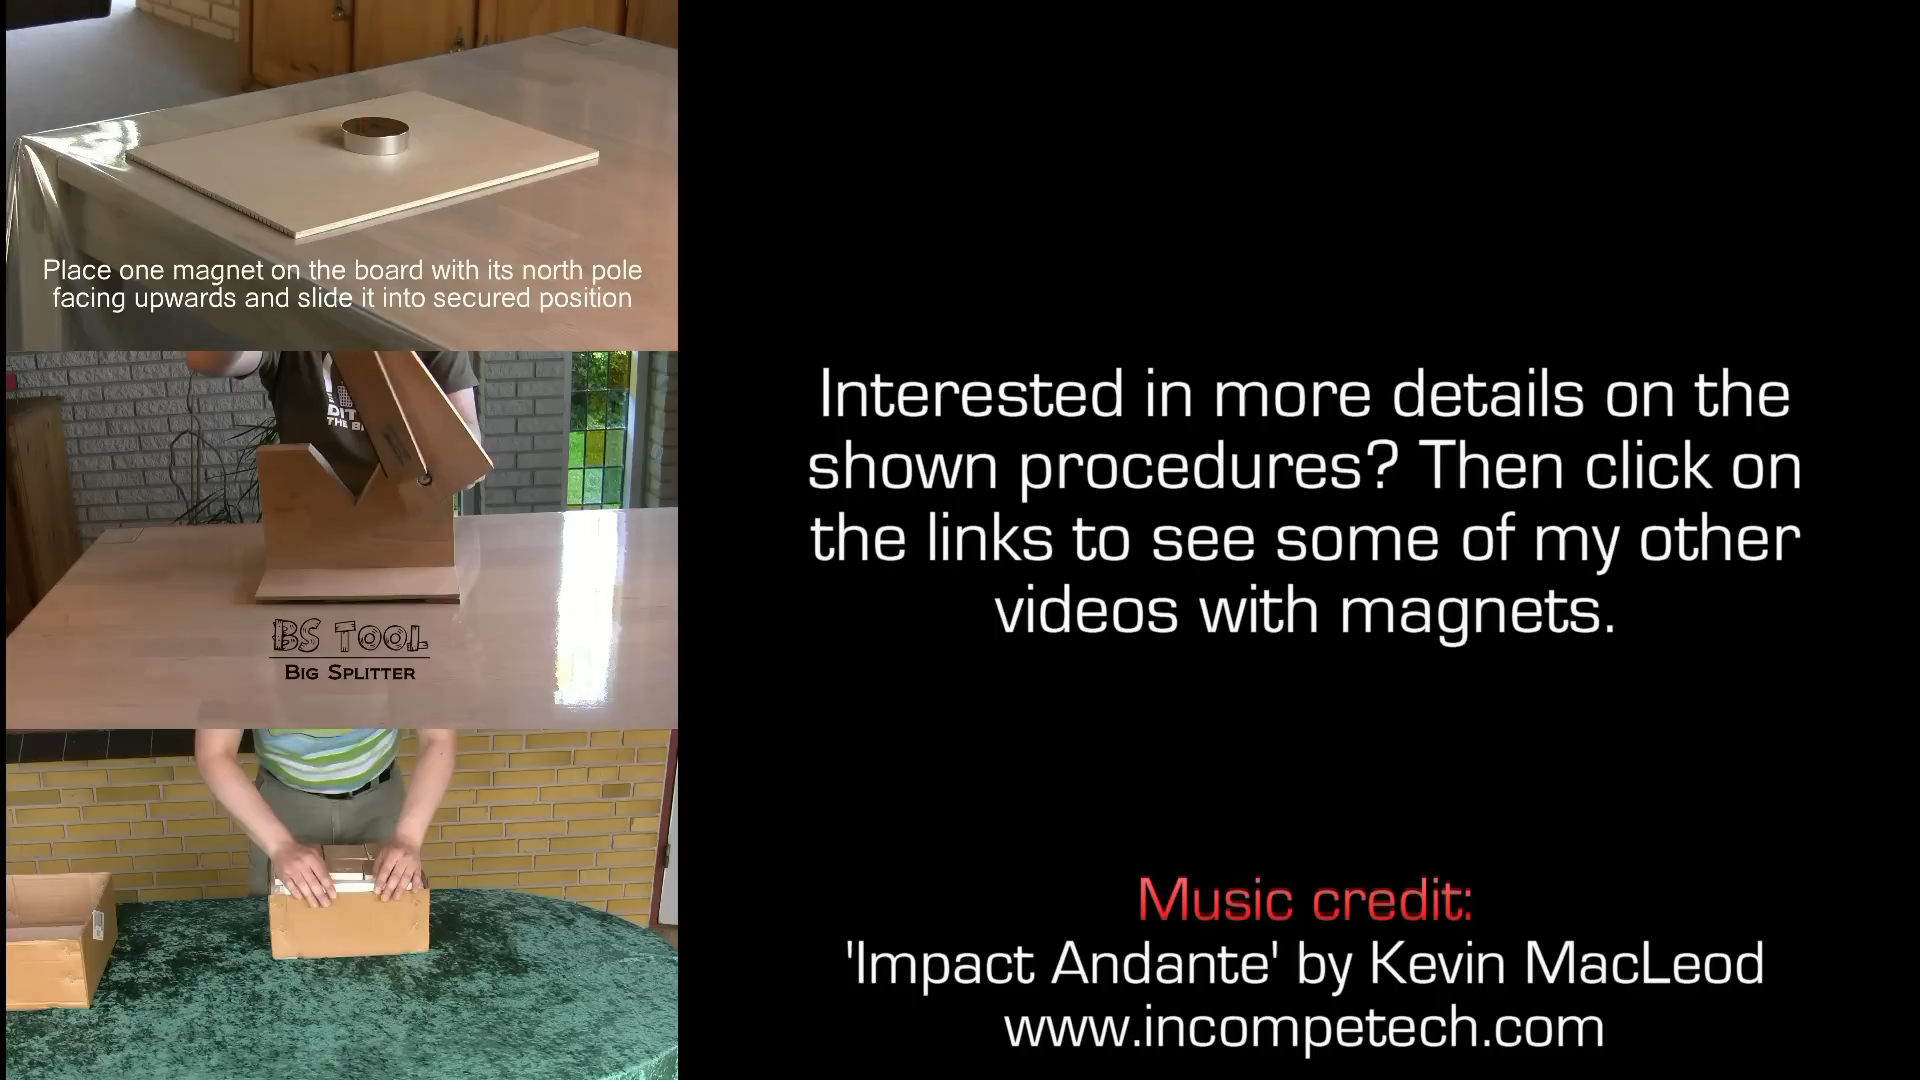 Place one magnet on the board with its north pole
facing upwards and slide it into secured position
DIT
THE B
BS TOOL
BIG SPLITTER
Interested in more details on the
shown procedures? Then click on
the links to see some of my other
videos with magnets.
Music credit:
'Impact Andante' by Kevin MacLeod
www.incompetech.com